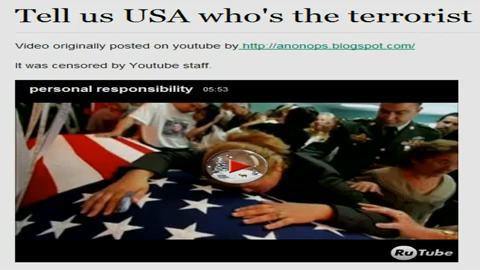 Tell us USA who's the terrorist
Video originally posted on youtube by http://anonops.blogspot.com/
It was censored by Youtube staff.
personal responsibility 05:53
RuTube